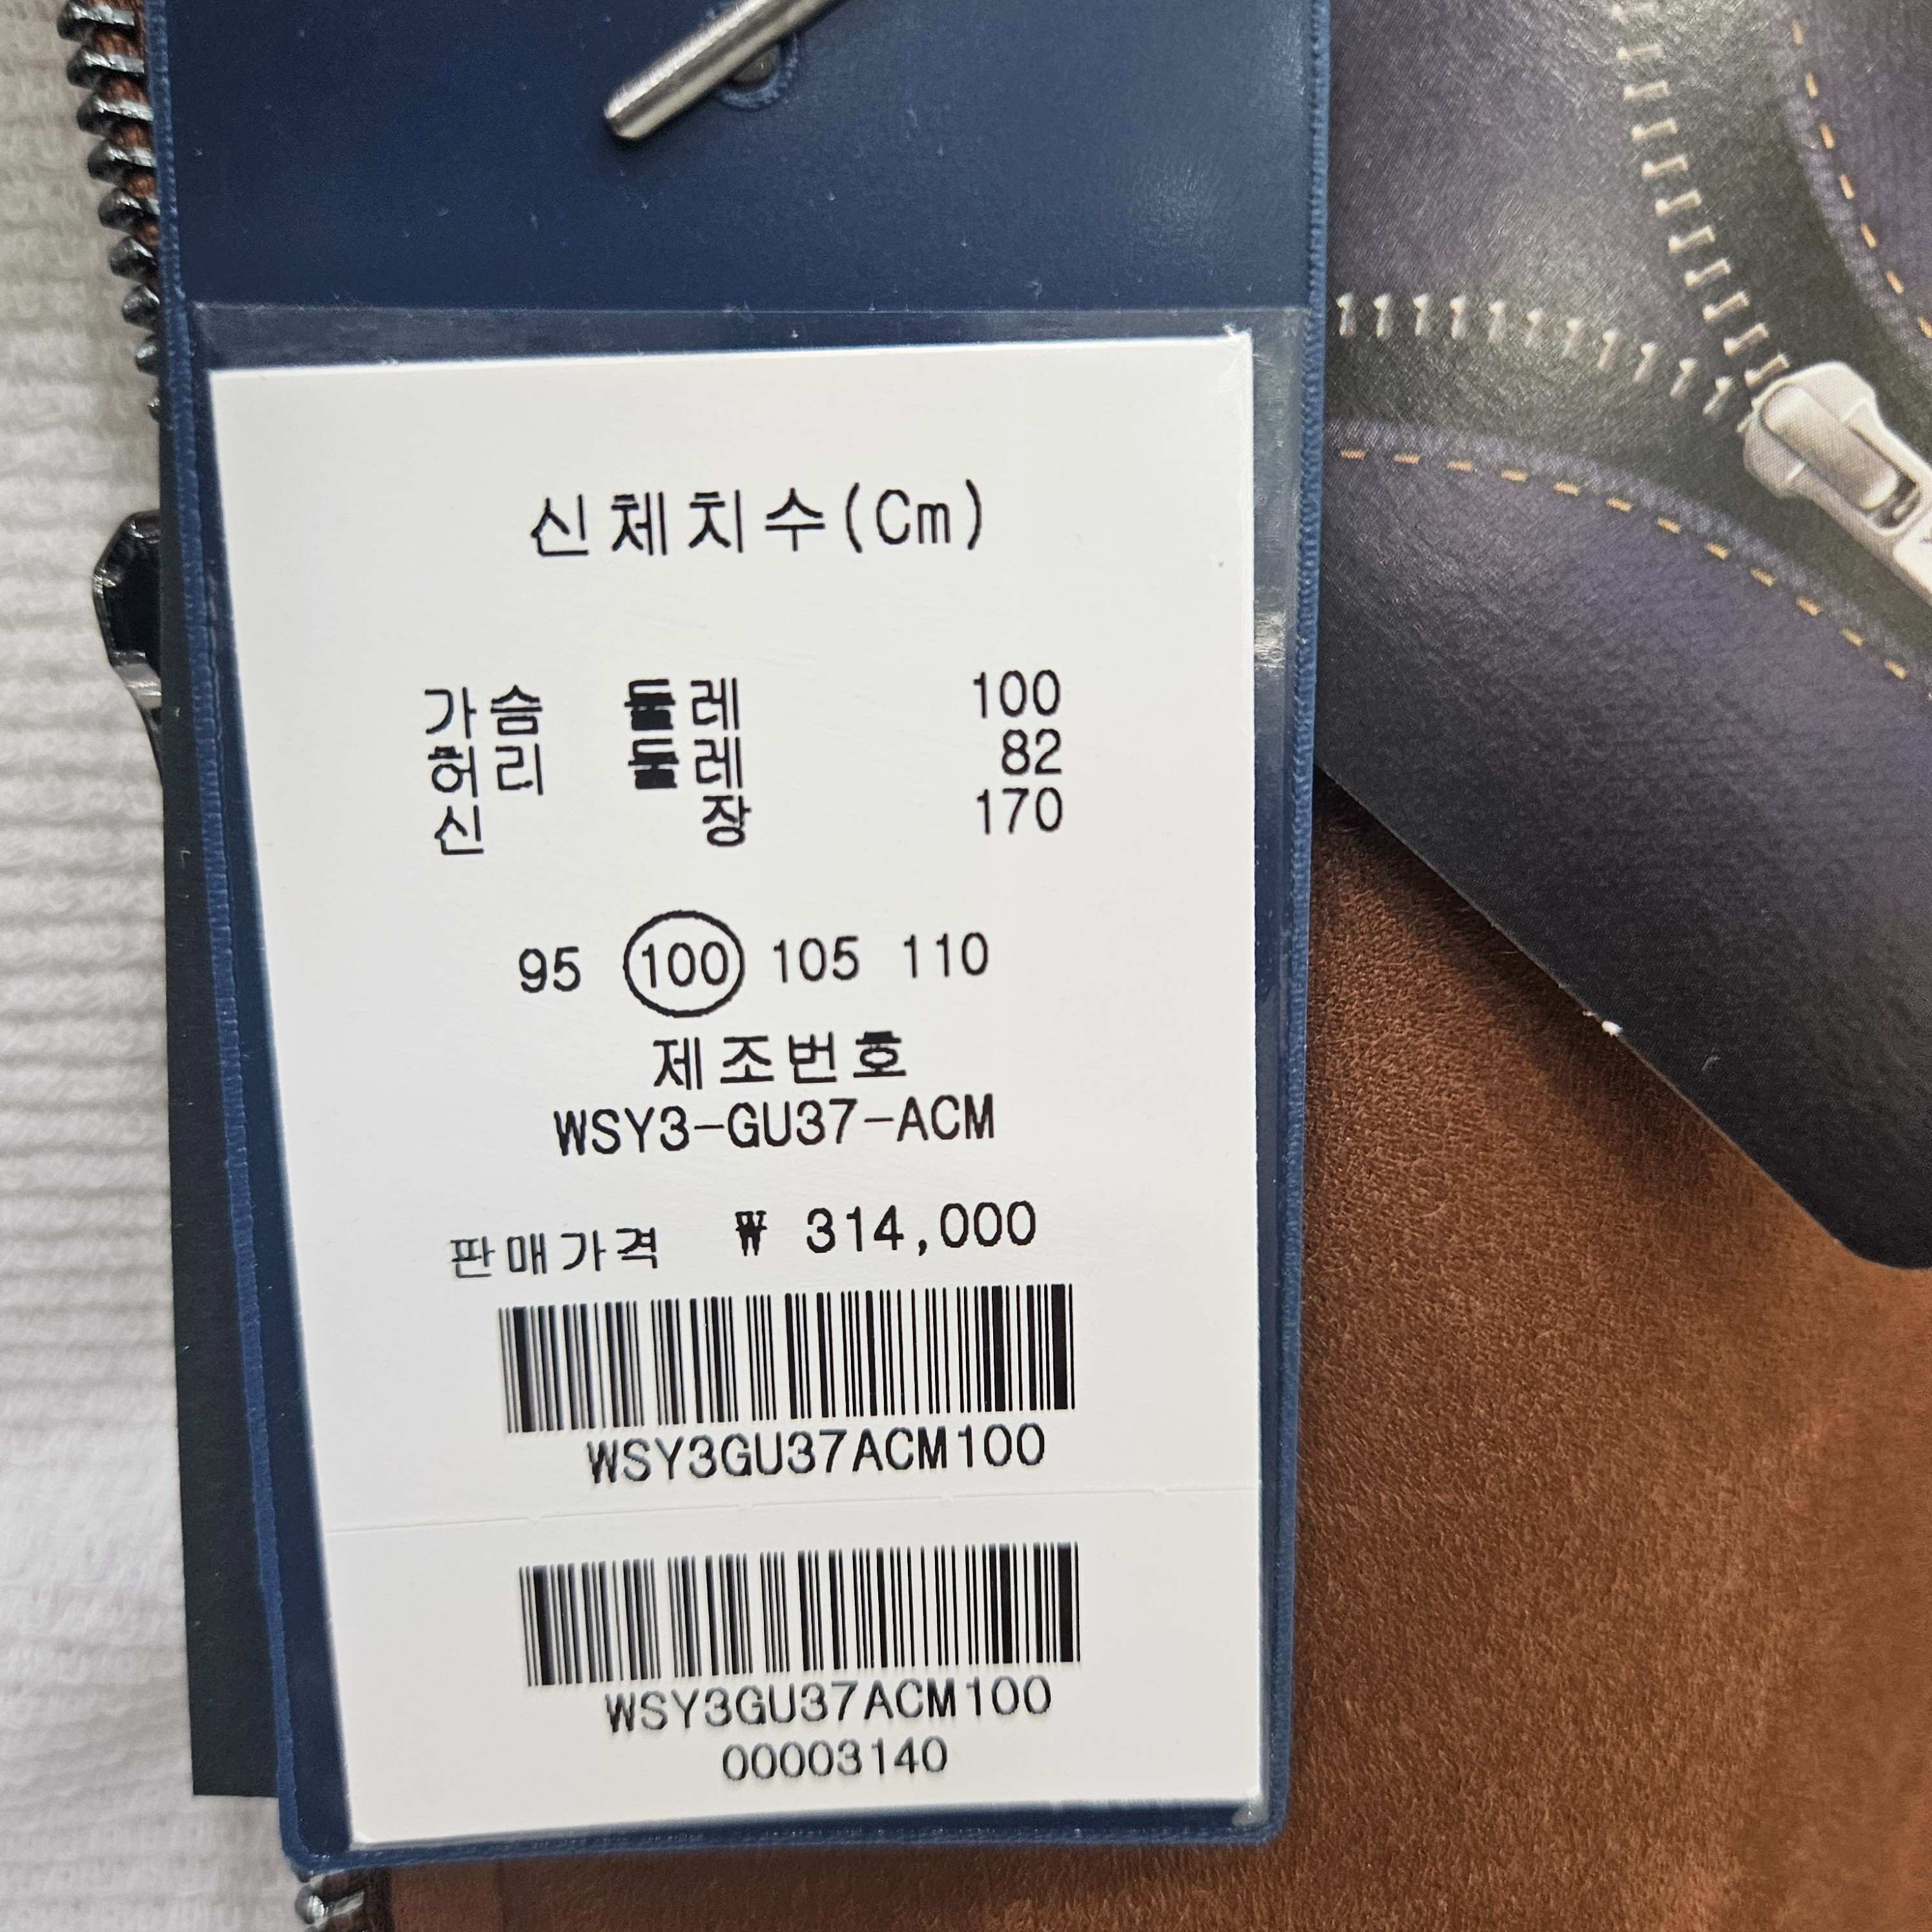 신체치수(Cm)
가슴 둘레 100
허리 둘레 82
신 장 170
95 100 105 110
제조번호
WSY3-GU37-ACM
판매가격 ₩ 314,000
WSY3GU37ACM100
WSY3GU37ACM100
00003140